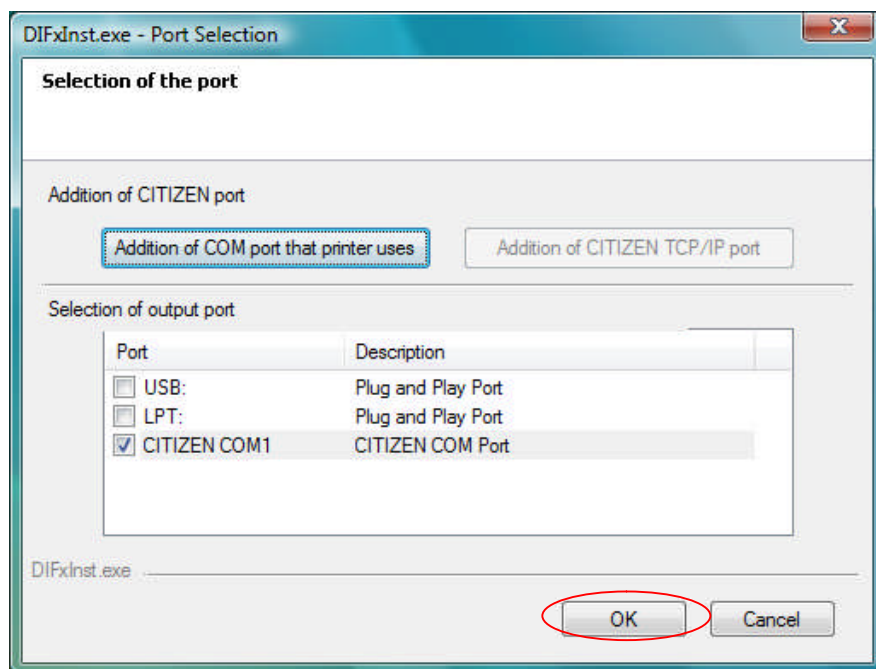 DIFxInst.exe - Port Selection
Selection of the port
Addition of CITIZEN port
Addition of COM port that printer uses Addition of CITIZEN TCP/IP port
Selection of output port
Port Description
USB: Plug and Play Port
LPT: Plug and Play Port
CITIZEN COM1 CITIZEN COM Port
DIFxInst.exe
OK Cancel